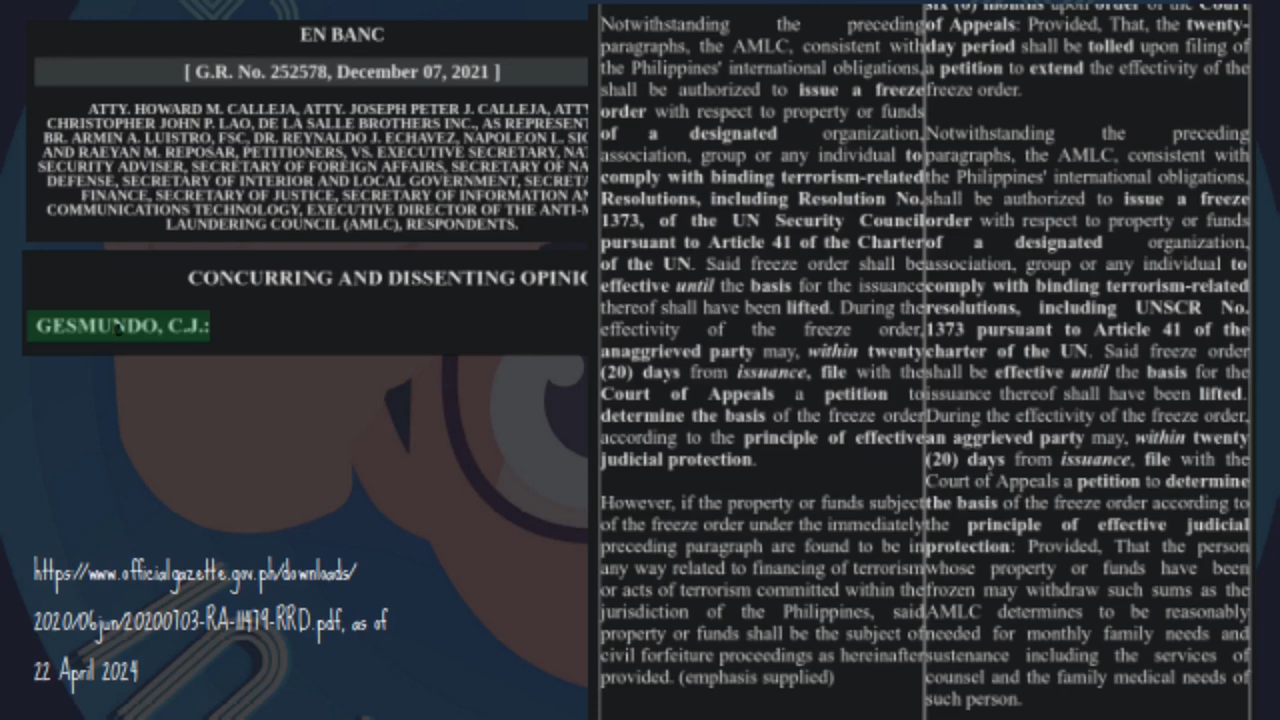 EN BANC
[ G.R. No. 252578, December 07, 2021 ]
ATTY. HOWARD M. CALLEJA, ATTY. JOSEPH PETER J. CALLEJA,
CHRISTOPHER JOHN P. LAO, DE LA SALLE BROTHERS INC., AS
BR. ARMIN A. LUISTRO, FSC, DR. REYNALDO J. ECHAVEZ, NAPOLEON L.
AND RAEYAN M. REPOSAR, PETITIONERS, VS. EXECUTIVE SECRETARY,
SECURITY ADVISER, SECRETARY OF FOREIGN AFFAIRS, SECRETARY OF
DEFENSE, SECRETARY OF INTERIOR AND LOCAL GOVERNMENT,
FINANCE, SECRETARY OF JUSTICE, SECRETARY OF INFORMATION
COMMUNICATIONS TECHNOLOGY, EXECUTIVE DIRECTOR OF THE
LAUNDERING COUNCIL (AMLC), RESPONDENTS.
CONCURRING AND DISSENTING
GESMUNDO, C.J.:
https://www.officialgazette.gov.ph/downloads/
2020/06jun/20200703-RA-11479-RRD.pdf, as of
22 April 2024
Notwithstanding the preceding
paragraphs, the AMLC, consistent with
the Philippines' international obligations,
shall be authorized to issue a freeze
order with respect to property or funds
of a designated organization,
association, group or any individual to
comply with binding terrorism-related
Resolutions, including Resolution No.
1373, of the UN Security Council
pursuant to Article 41 of the Charter
of the UN. Said freeze order shall be
effective until the basis for the issuance
thereof shall have been lifted. During the
effectivity of the freeze order,
anaggrieved party may, within twenty
(20) days from issuance, file with the
Court of Appeals a petition to
determine the basis of the freeze order
according to the principle of effective
judicial protection.
However, if the property or funds subject
of the freeze order under the immediately
preceding paragraph are found to be in
any way related to financing of terrorism
or acts of terrorism committed within the
jurisdiction of the Philippines, said
property or funds shall be the subject of
civil forfeiture proceedings as hereinafter
provided. (emphasis supplied)
six (6) months upon order of the Court
of Appeals: Provided, That, the twenty-
day period shall be tolled upon filing of
a petition to extend the effectivity of the
freeze order.
Notwithstanding the preceding
paragraphs, the AMLC, consistent with
the Philippines' international obligations,
shall be authorized to issue a freeze
order with respect to property or funds
of a designated organization,
association, group or any individual to
comply with binding terrorism-related
resolutions, including UNSCR No.
1373 pursuant to Article 41 of the
charter of the UN. Said freeze order
shall be effective until the basis for the
issuance thereof shall have been lifted.
During the effectivity of the freeze order,
an aggrieved party may, within twenty
(20) days from issuance, file with the
Court of Appeals a petition to determine
the basis of the freeze order according to
the principle of effective judicial
protection: Provided, That the person
whose property or funds have been
frozen may withdraw such sums as the
AMLC determines to be reasonably
needed for monthly family needs and
sustenance including the services of
counsel and the family medical needs of
such person.